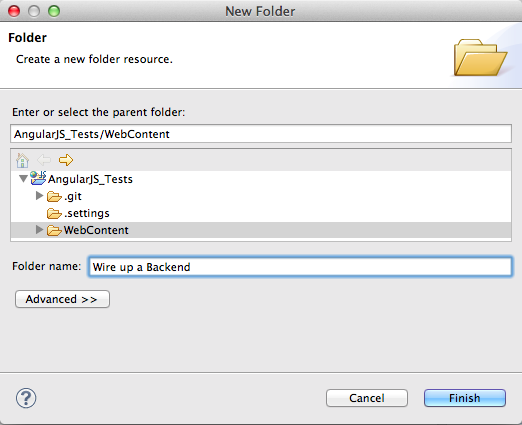 New Folder
Folder
Create a new folder resource.
Enter or select the parent folder:
AngularJS_Tests/WebContent
AngularJS_Tests
.git
.settings
WebContent
Folder name: Wire up a Backend
Advanced >>
? Cancel Finish